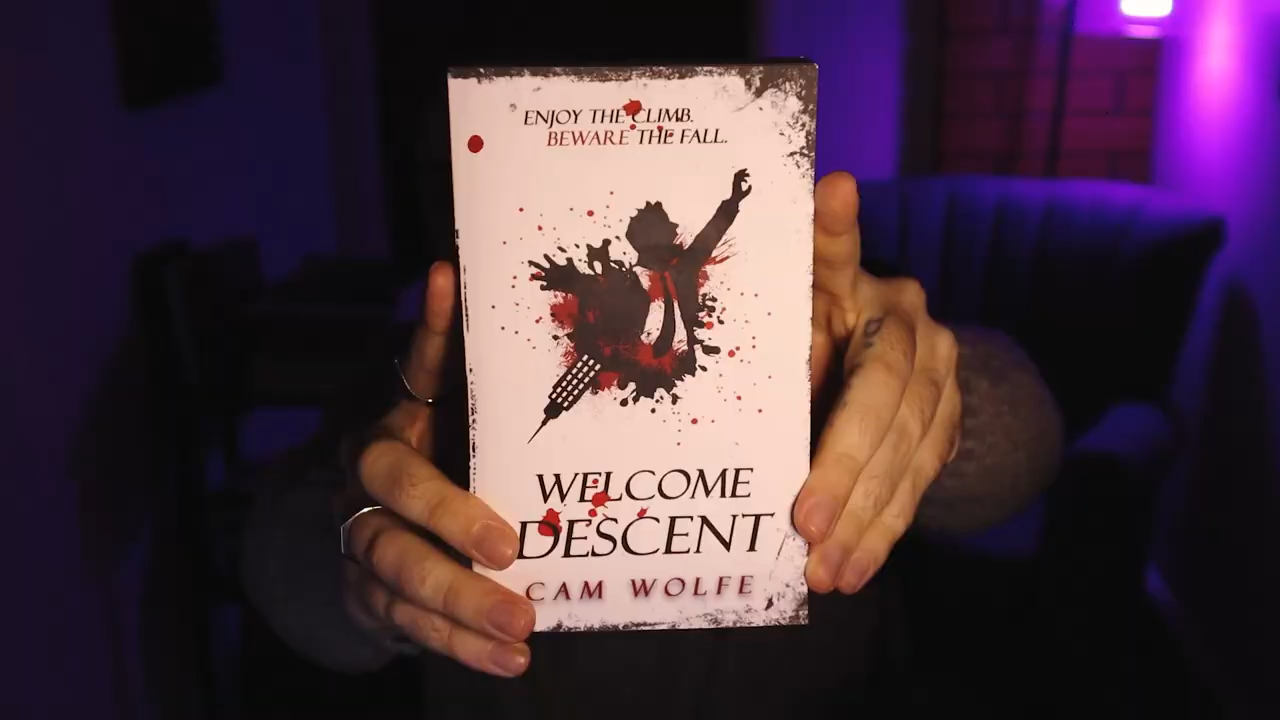 ENJOY THE CLIMB.
BEWARE THE FALL.
WELCOME
DESCENT
CAM WOLFE